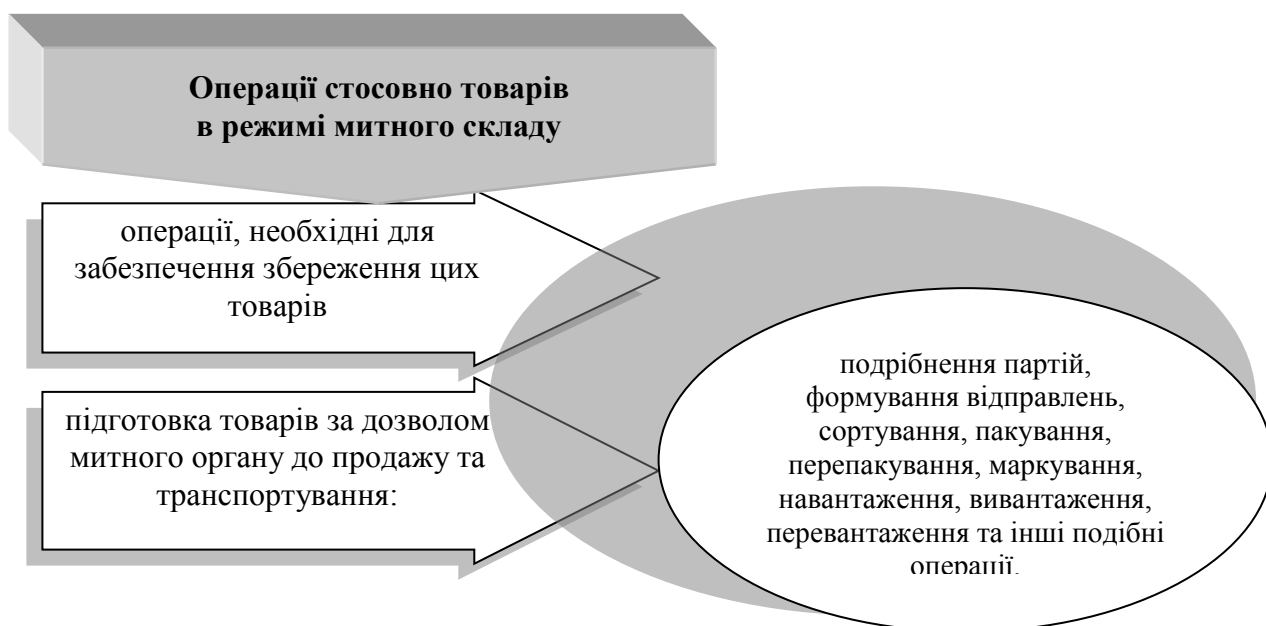 Операції стосовно товарів
в режимі митного складу
операції, необхідні для
забезпечення збереження цих
товарів
підготовка товарів за дозволом
митного органу до продажу та
транспортування:
подрібнення партій,
формування відправлень,
сортування, пакування,
перепакування, маркування,
навантаження, вивантаження,
перевантаження та інші подібні
операції.